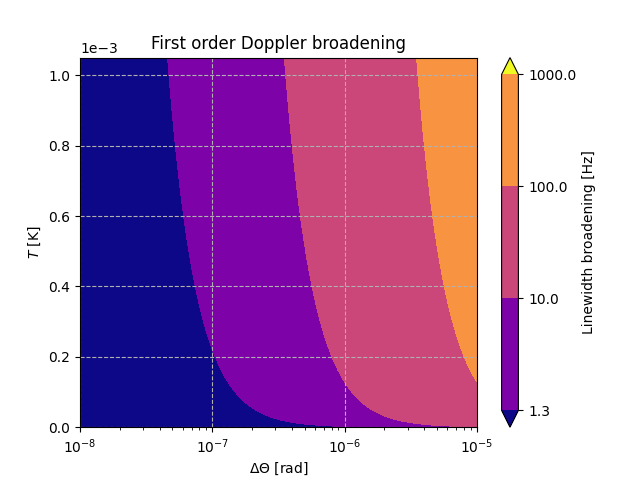 First order Doppler broadening
1e−3
1.0
0.8
0.6
0.4
0.2
0.0
T [K]
10⁻⁸
10⁻⁷
10⁻⁶
10⁻⁵
ΔΘ [rad]
1000.0
100.0
10.0
1.3
Linewidth broadening [Hz]